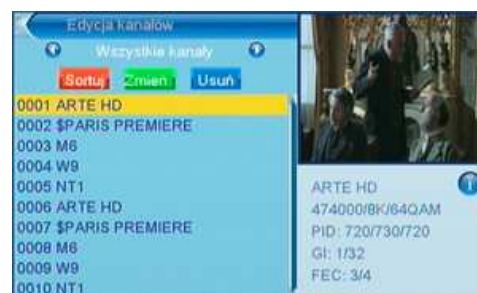 Edycja kanałów
Wszystkie kanały
Sortuj Zmień Usuń
0001 ARTE HD
0002 $PARIS PREMIERE
0003 M6
0004 W9
0005 NT1
0006 ARTE HD
0007 $PARIS PREMIERE
0008 M6
0009 W9
0010 NT1
ARTE HD
474000/8K/64QAM
PID: 720/730/720
GI: 1/32
FEC: 3/4